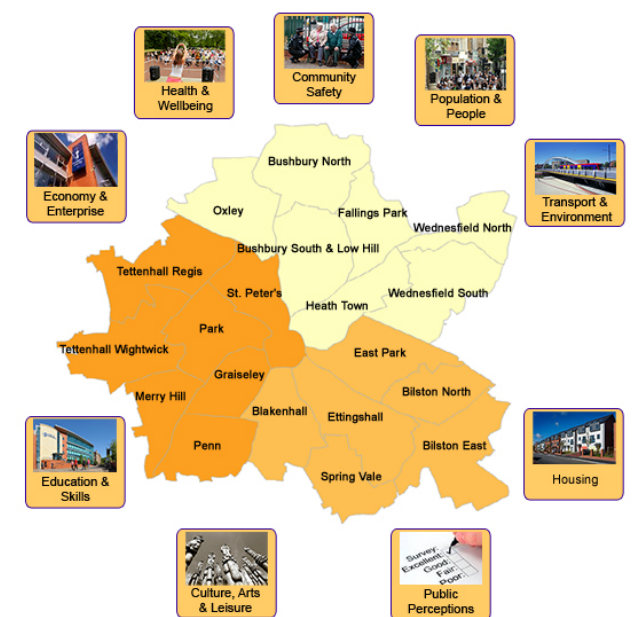 Health &
Wellbeing
Community
Safety
Population &
People
Economy &
Enterprise
Transport &
Environment
Bushbury North
Oxley
Fallings Park
Wednesfield North
Bushbury South & Low Hill
Tettenhall Regis
St. Peter's
Wednesfield South
Heath Town
Park
Tettenhall Wightwick
East Park
Graiseley
Merry Hill
Bilston North
Blakenhall
Ettingshall
Penn
Bilston East
Spring Vale
Education &
Skills
Housing
Culture, Arts
& Leisure
Survey
Excellent
Good
Fair
Poor
Public
Perceptions